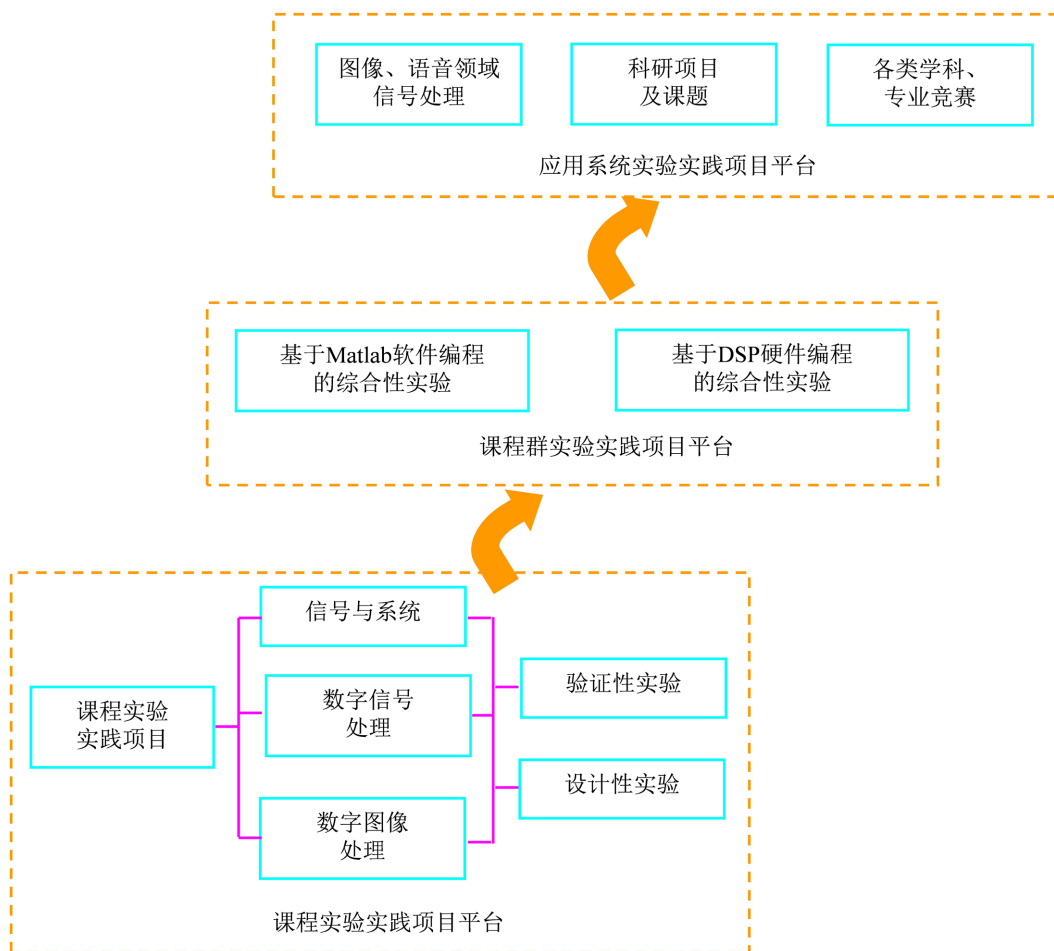 图像、语音领域
信号处理
科研项目
及课题
各类学科、
专业竞赛
应用系统实验实践项目平台
基于Matlab软件编程
的综合性实验
基于DSP硬件编程
的综合性实验
课程群实验实践项目平台
课程实验
实践项目
信号与系统
数字信号
处理
数字图像
处理
验证性实验
设计性实验
课程实验实践项目平台